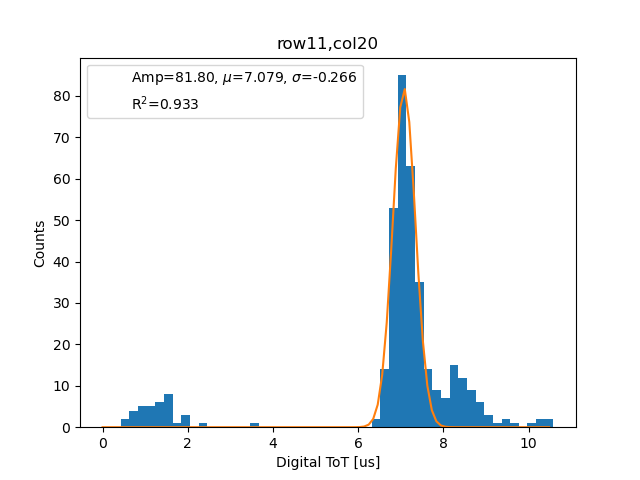 row11,col20
Amp=81.80, μ=7.079, σ=-0.266
R²=0.933
Counts
80
70
60
50
40
30
20
10
0
0 2 4 6 8 10
Digital ToT [us]